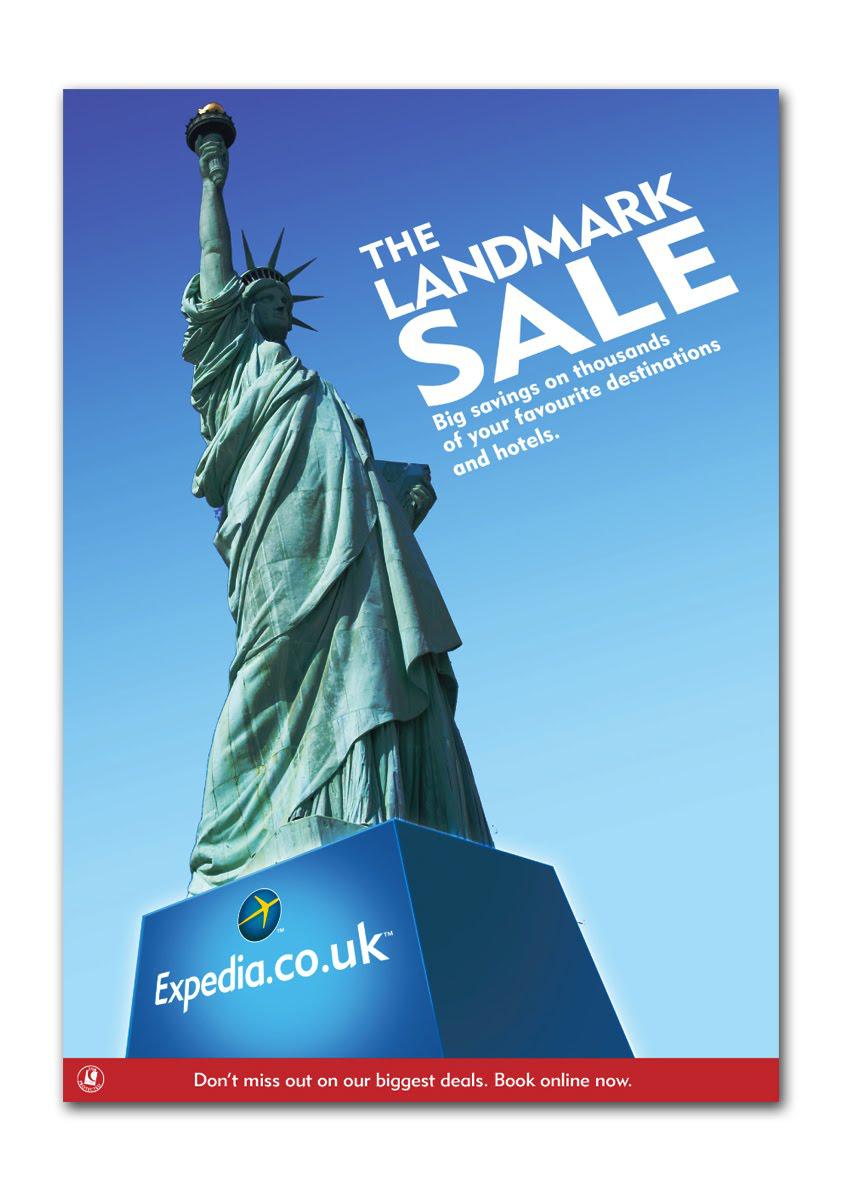 THE
LANDMARK
SALE
Big savings on thousands
of your favourite destinations
and hotels.
Expedia.co.uk™
Don't miss out on our biggest deals. Book online now.